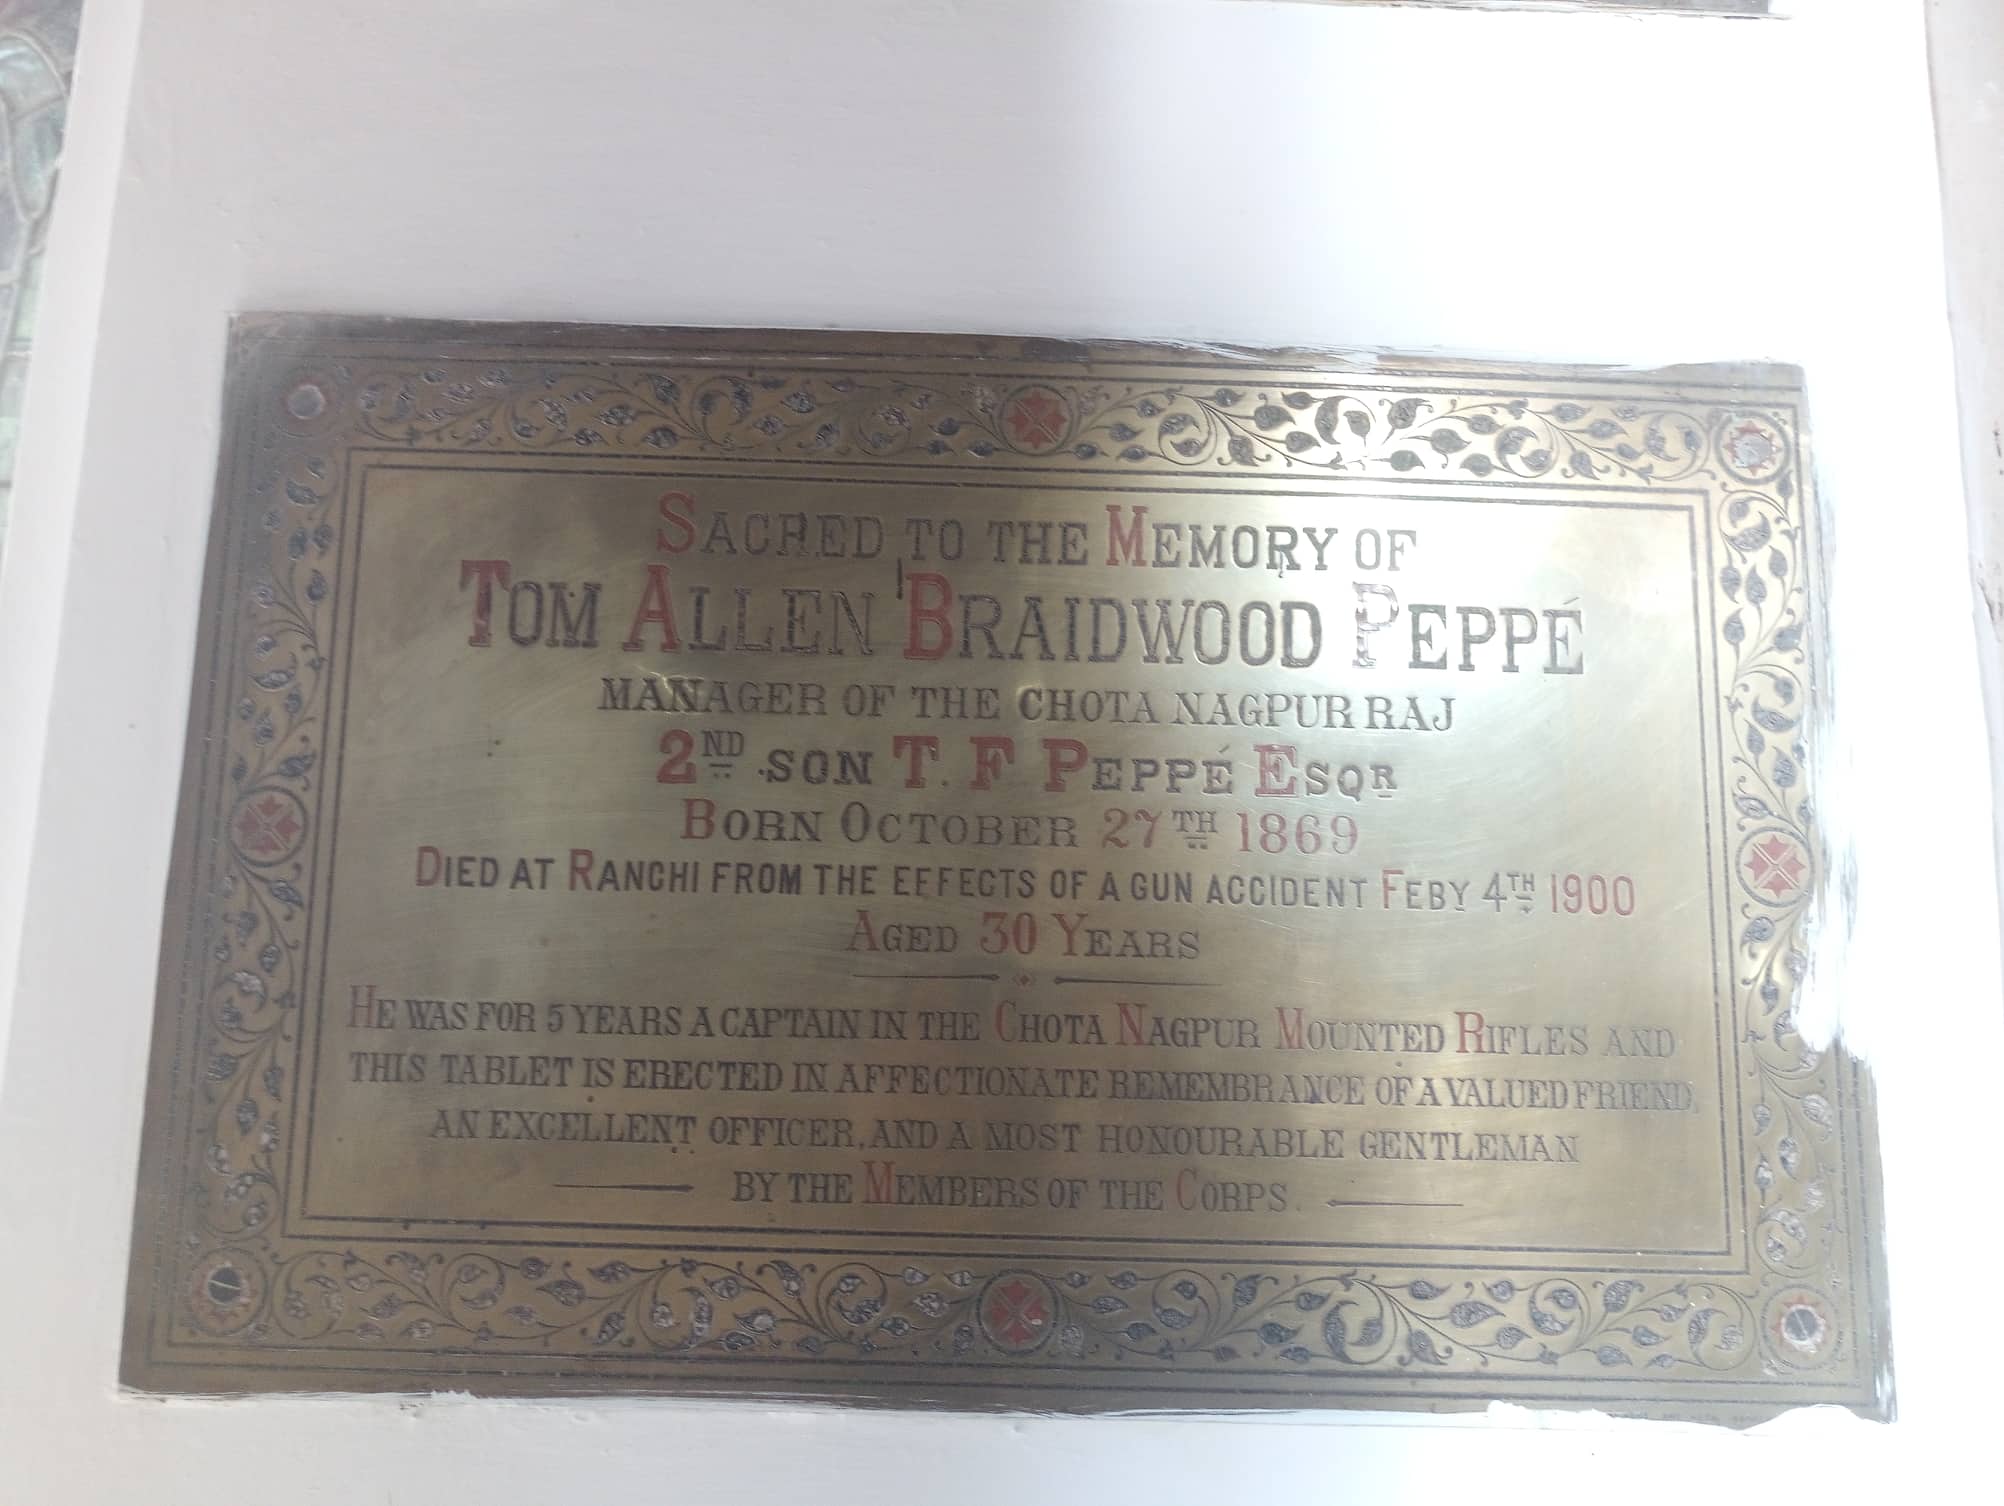 SACRED TO THE MEMORY OF
TOM ALLEN BRAIDWOOD PEPPÉ
MANAGER OF THE CHOTA NAGPUR RAJ
2ND SON T. F PEPPÉ ESQR
BORN OCTOBER 27TH 1869
DIED AT RANCHI FROM THE EFFECTS OF A GUN ACCIDENT FEBY 4TH 1900
AGED 30 YEARS
HE WAS FOR 5 YEARS A CAPTAIN IN THE CHOTA NAGPUR MOUNTED RIFLES AND
THIS TABLET IS ERECTED IN AFFECTIONATE REMEMBRANCE OF A VALUED FRIEND,
AN EXCELLENT OFFICER, AND A MOST HONOURABLE GENTLEMAN
BY THE MEMBERS OF THE CORPS.